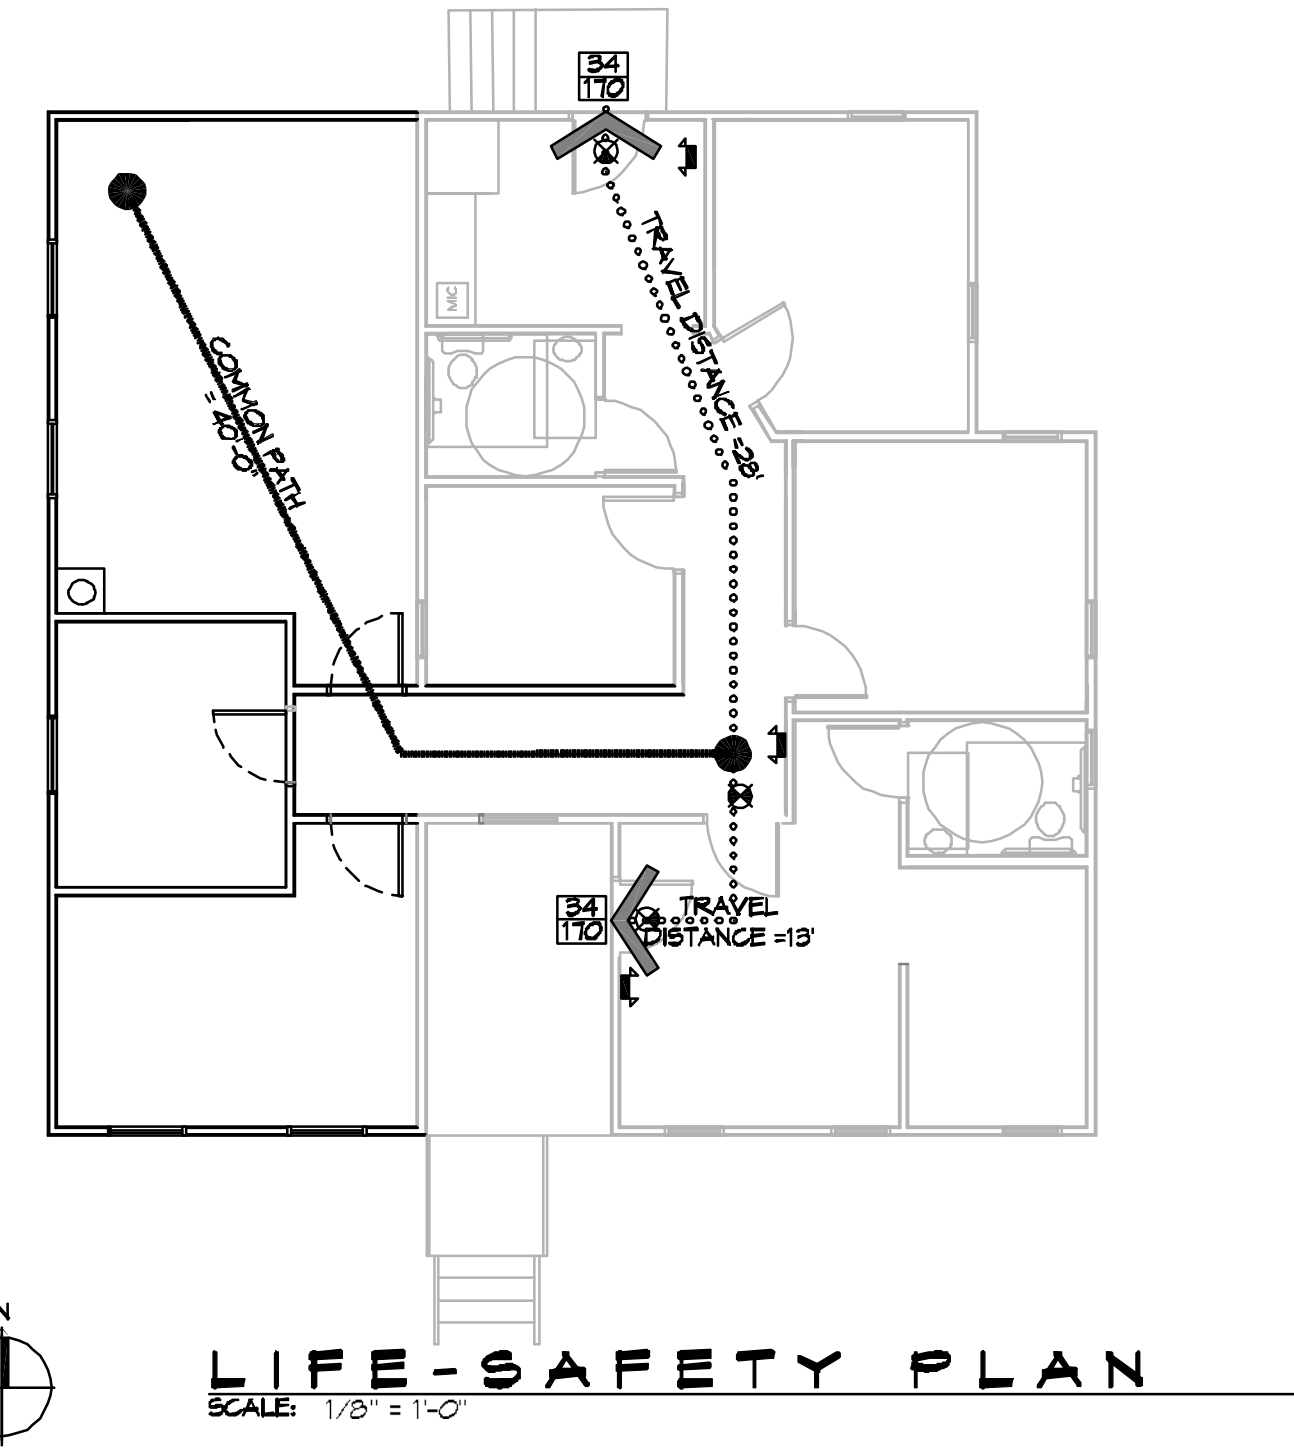 34
170
TRAVEL DISTANCE =28'
MIC
COMMON PATH
= 40'-0"
34
170
TRAVEL
DISTANCE =13'
N
LIFE-SAFETY PLAN
SCALE: 1/8" = 1'-0"